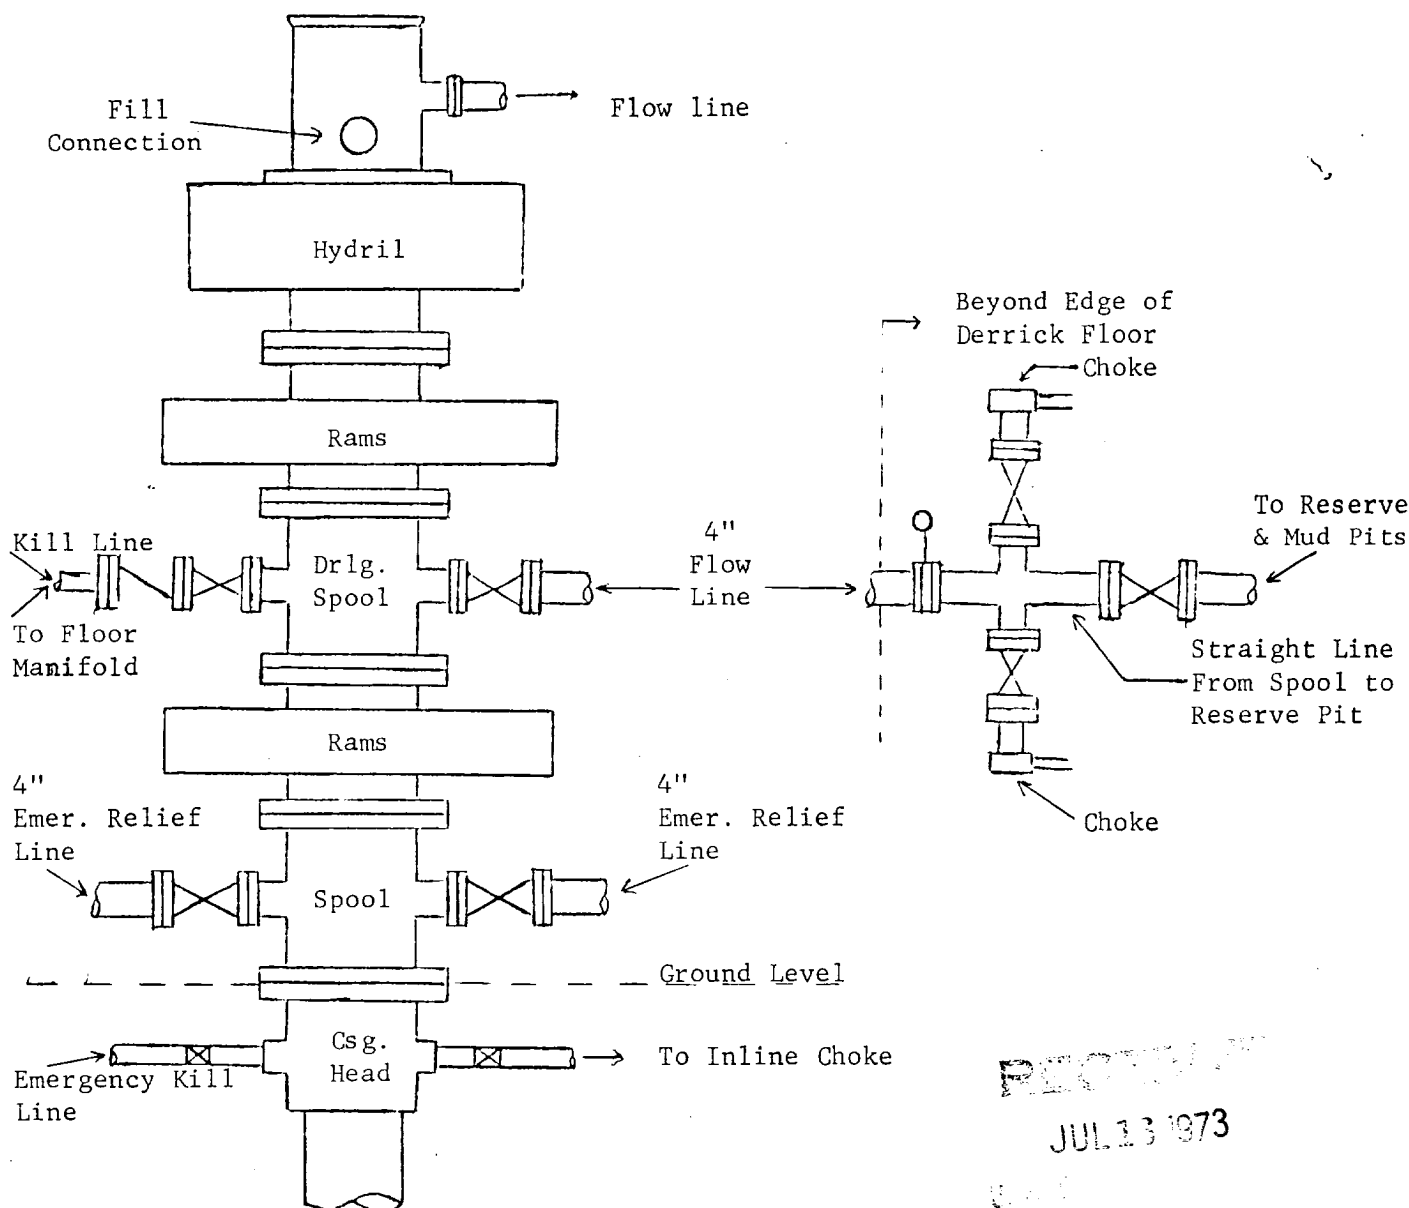 Fill
Connection
Flow line
Hydril
Beyond Edge of
Derrick Floor
Choke
Rams
To Reserve
& Mud Pits
Kill Line
Drlg.
Spool
4"
Flow
Line
To Floor
Manifold
Straight Line
From Spool to
Reserve Pit
Rams
4"
Emer. Relief
Line
4"
Emer. Relief
Line
Choke
Spool
Ground Level
Csg.
Head
To Inline Choke
Emergency Kill
Line
JUL 13 1973